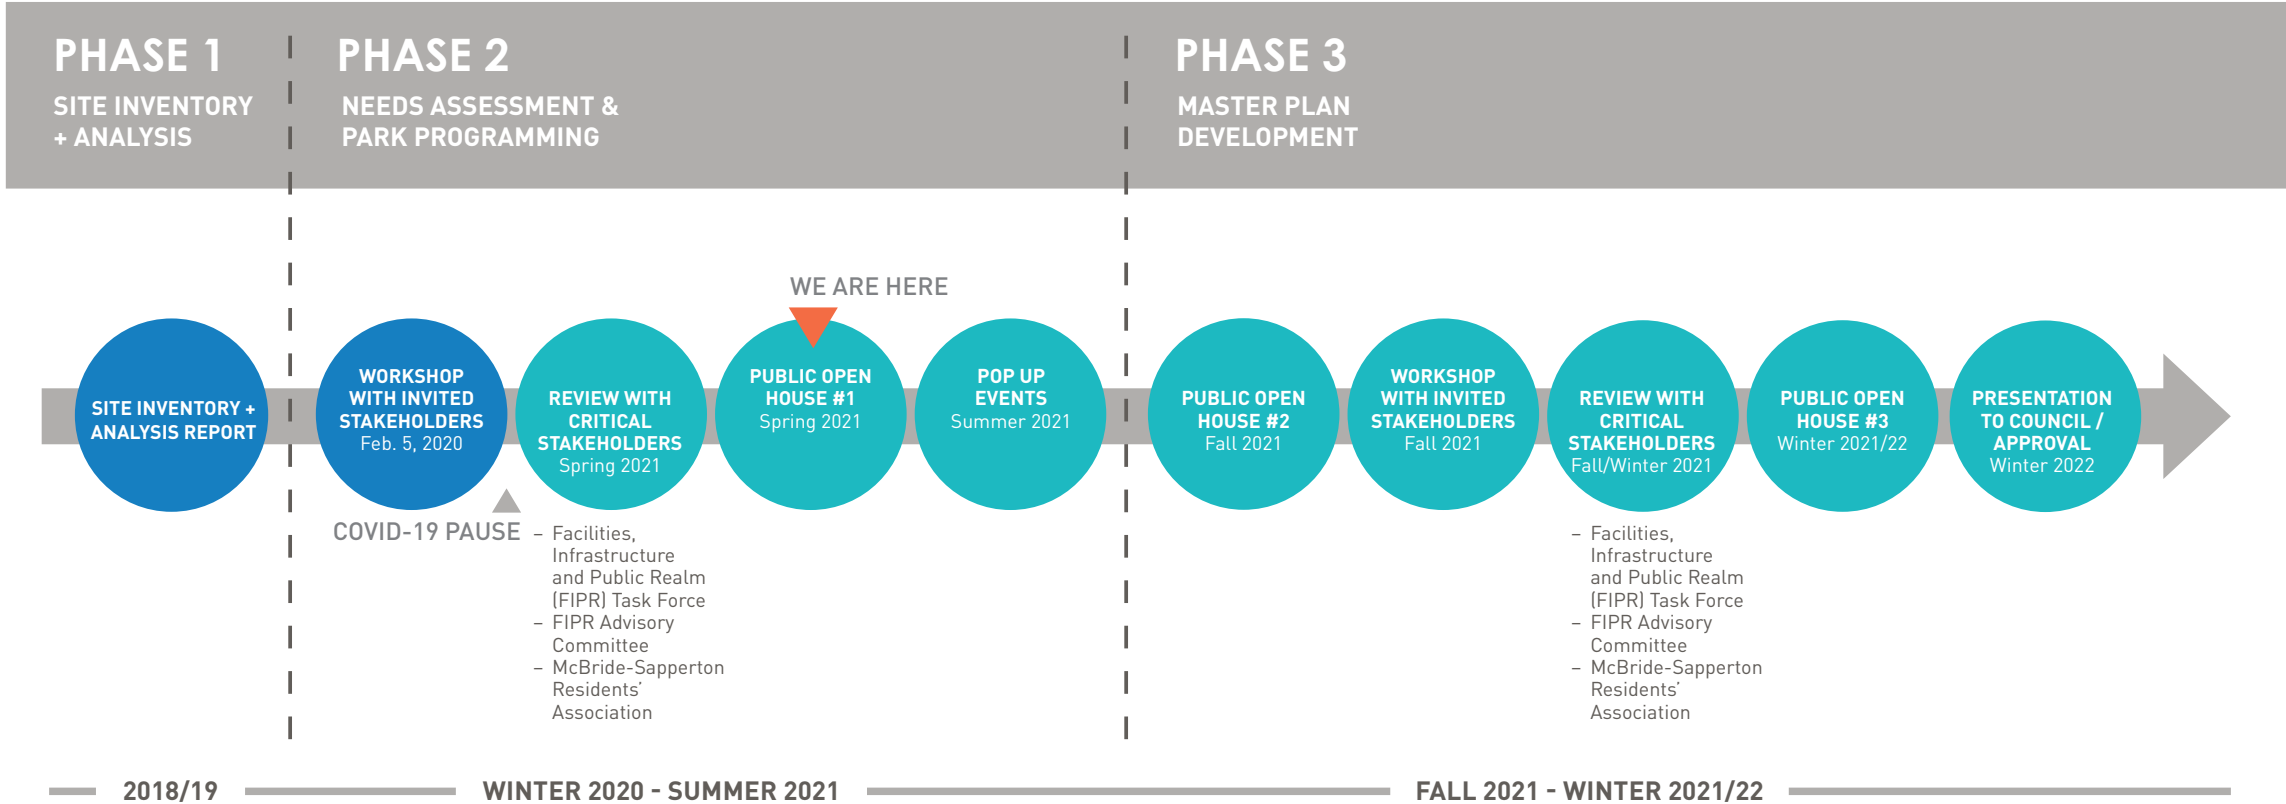 PHASE 1
SITE INVENTORY
+ ANALYSIS
PHASE 2
NEEDS ASSESSMENT &
PARK PROGRAMMING
PHASE 3
MASTER PLAN
DEVELOPMENT
WE ARE HERE
SITE INVENTORY +
ANALYSIS REPORT
WORKSHOP
WITH INVITED
STAKEHOLDERS
Feb. 5, 2020
COVID-19 PAUSE
REVIEW WITH
CRITICAL
STAKEHOLDERS
Spring 2021
– Facilities,
Infrastructure
and Public Realm
(FIPR) Task Force
– FIPR Advisory
Committee
– McBride-Sapperton
Residents'
Association
PUBLIC OPEN
HOUSE #1
Spring 2021
POP UP
EVENTS
Summer 2021
PUBLIC OPEN
HOUSE #2
Fall 2021
WORKSHOP
WITH INVITED
STAKEHOLDERS
Fall 2021
REVIEW WITH
CRITICAL
STAKEHOLDERS
Fall/Winter 2021
– Facilities,
Infrastructure
and Public Realm
(FIPR) Task Force
– FIPR Advisory
Committee
– McBride-Sapperton
Residents'
Association
PUBLIC OPEN
HOUSE #3
Winter 2021/22
PRESENTATION
TO COUNCIL /
APPROVAL
Winter 2022
2018/19
WINTER 2020 - SUMMER 2021
FALL 2021 - WINTER 2021/22